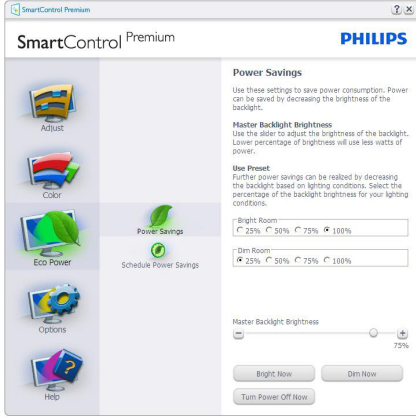 SmartControl Premium
SmartControl Premium
PHILIPS
Adjust
Color
Eco Power
Options
Help
Power Savings
Schedule Power Savings
Power Savings
Use these settings to save power consumption. Power
can be saved by decreasing the brightness of the
backlight.
Master Backlight Brightness
Use the slider to adjust the brightness of the backlight.
Lower percentage of brightness will use less watts of
power.
Use Preset
Further power savings can be realized by decreasing
the backlight based on lighting conditions. Select the
percentage of the backlight brightness for your lighting
conditions.
Bright Room
25% 50% 75% 100%
Dim Room
25% 50% 75% 100%
Master Backlight Brightness
75%
Bright Now Dim Now
Turn Power Off Now